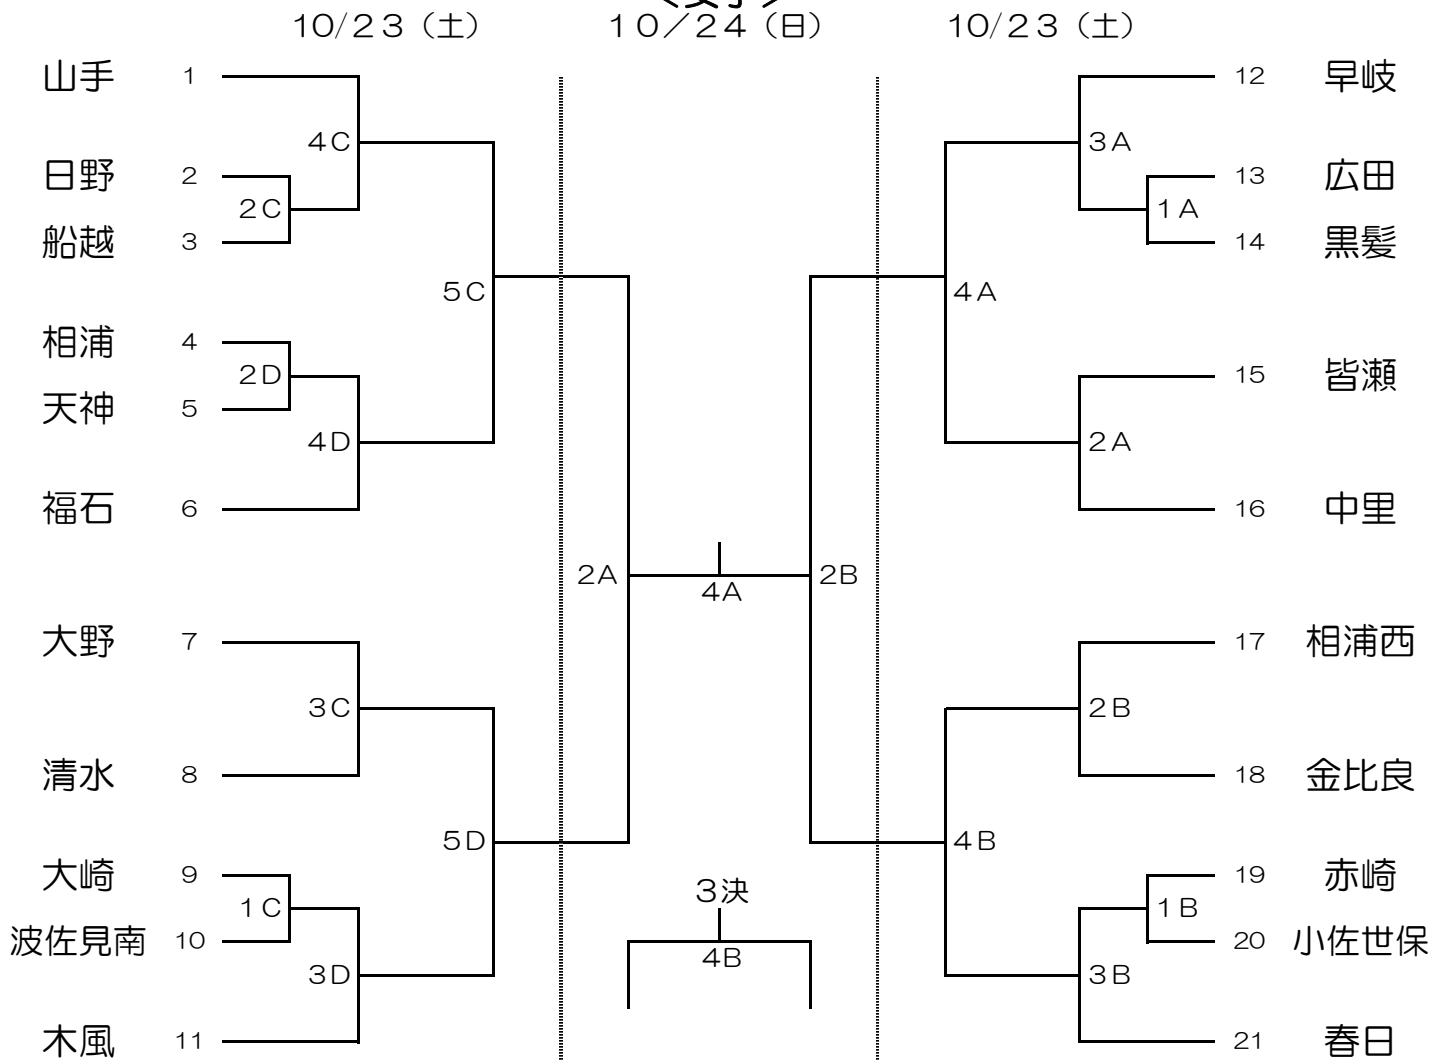 <女子>
10/23（土） 10／24（日） 10/23（土）
山手 1 12 早岐
4C 3A
日野 2 13 広田
2C 1A
船越 3 14 黒髪
5C 4A
相浦 4
2D 15 皆瀬
天神 5
4D 2A
福石 6 16 中里
2A 4A 2B
大野 7 17 相浦西
3C 2B
清水 8 18 金比良
5D 4B
大崎 9 3決 19 赤崎
1C 1B
波佐見南 10 20 小佐世保
4B
3D 3B
木風 11 21 春日